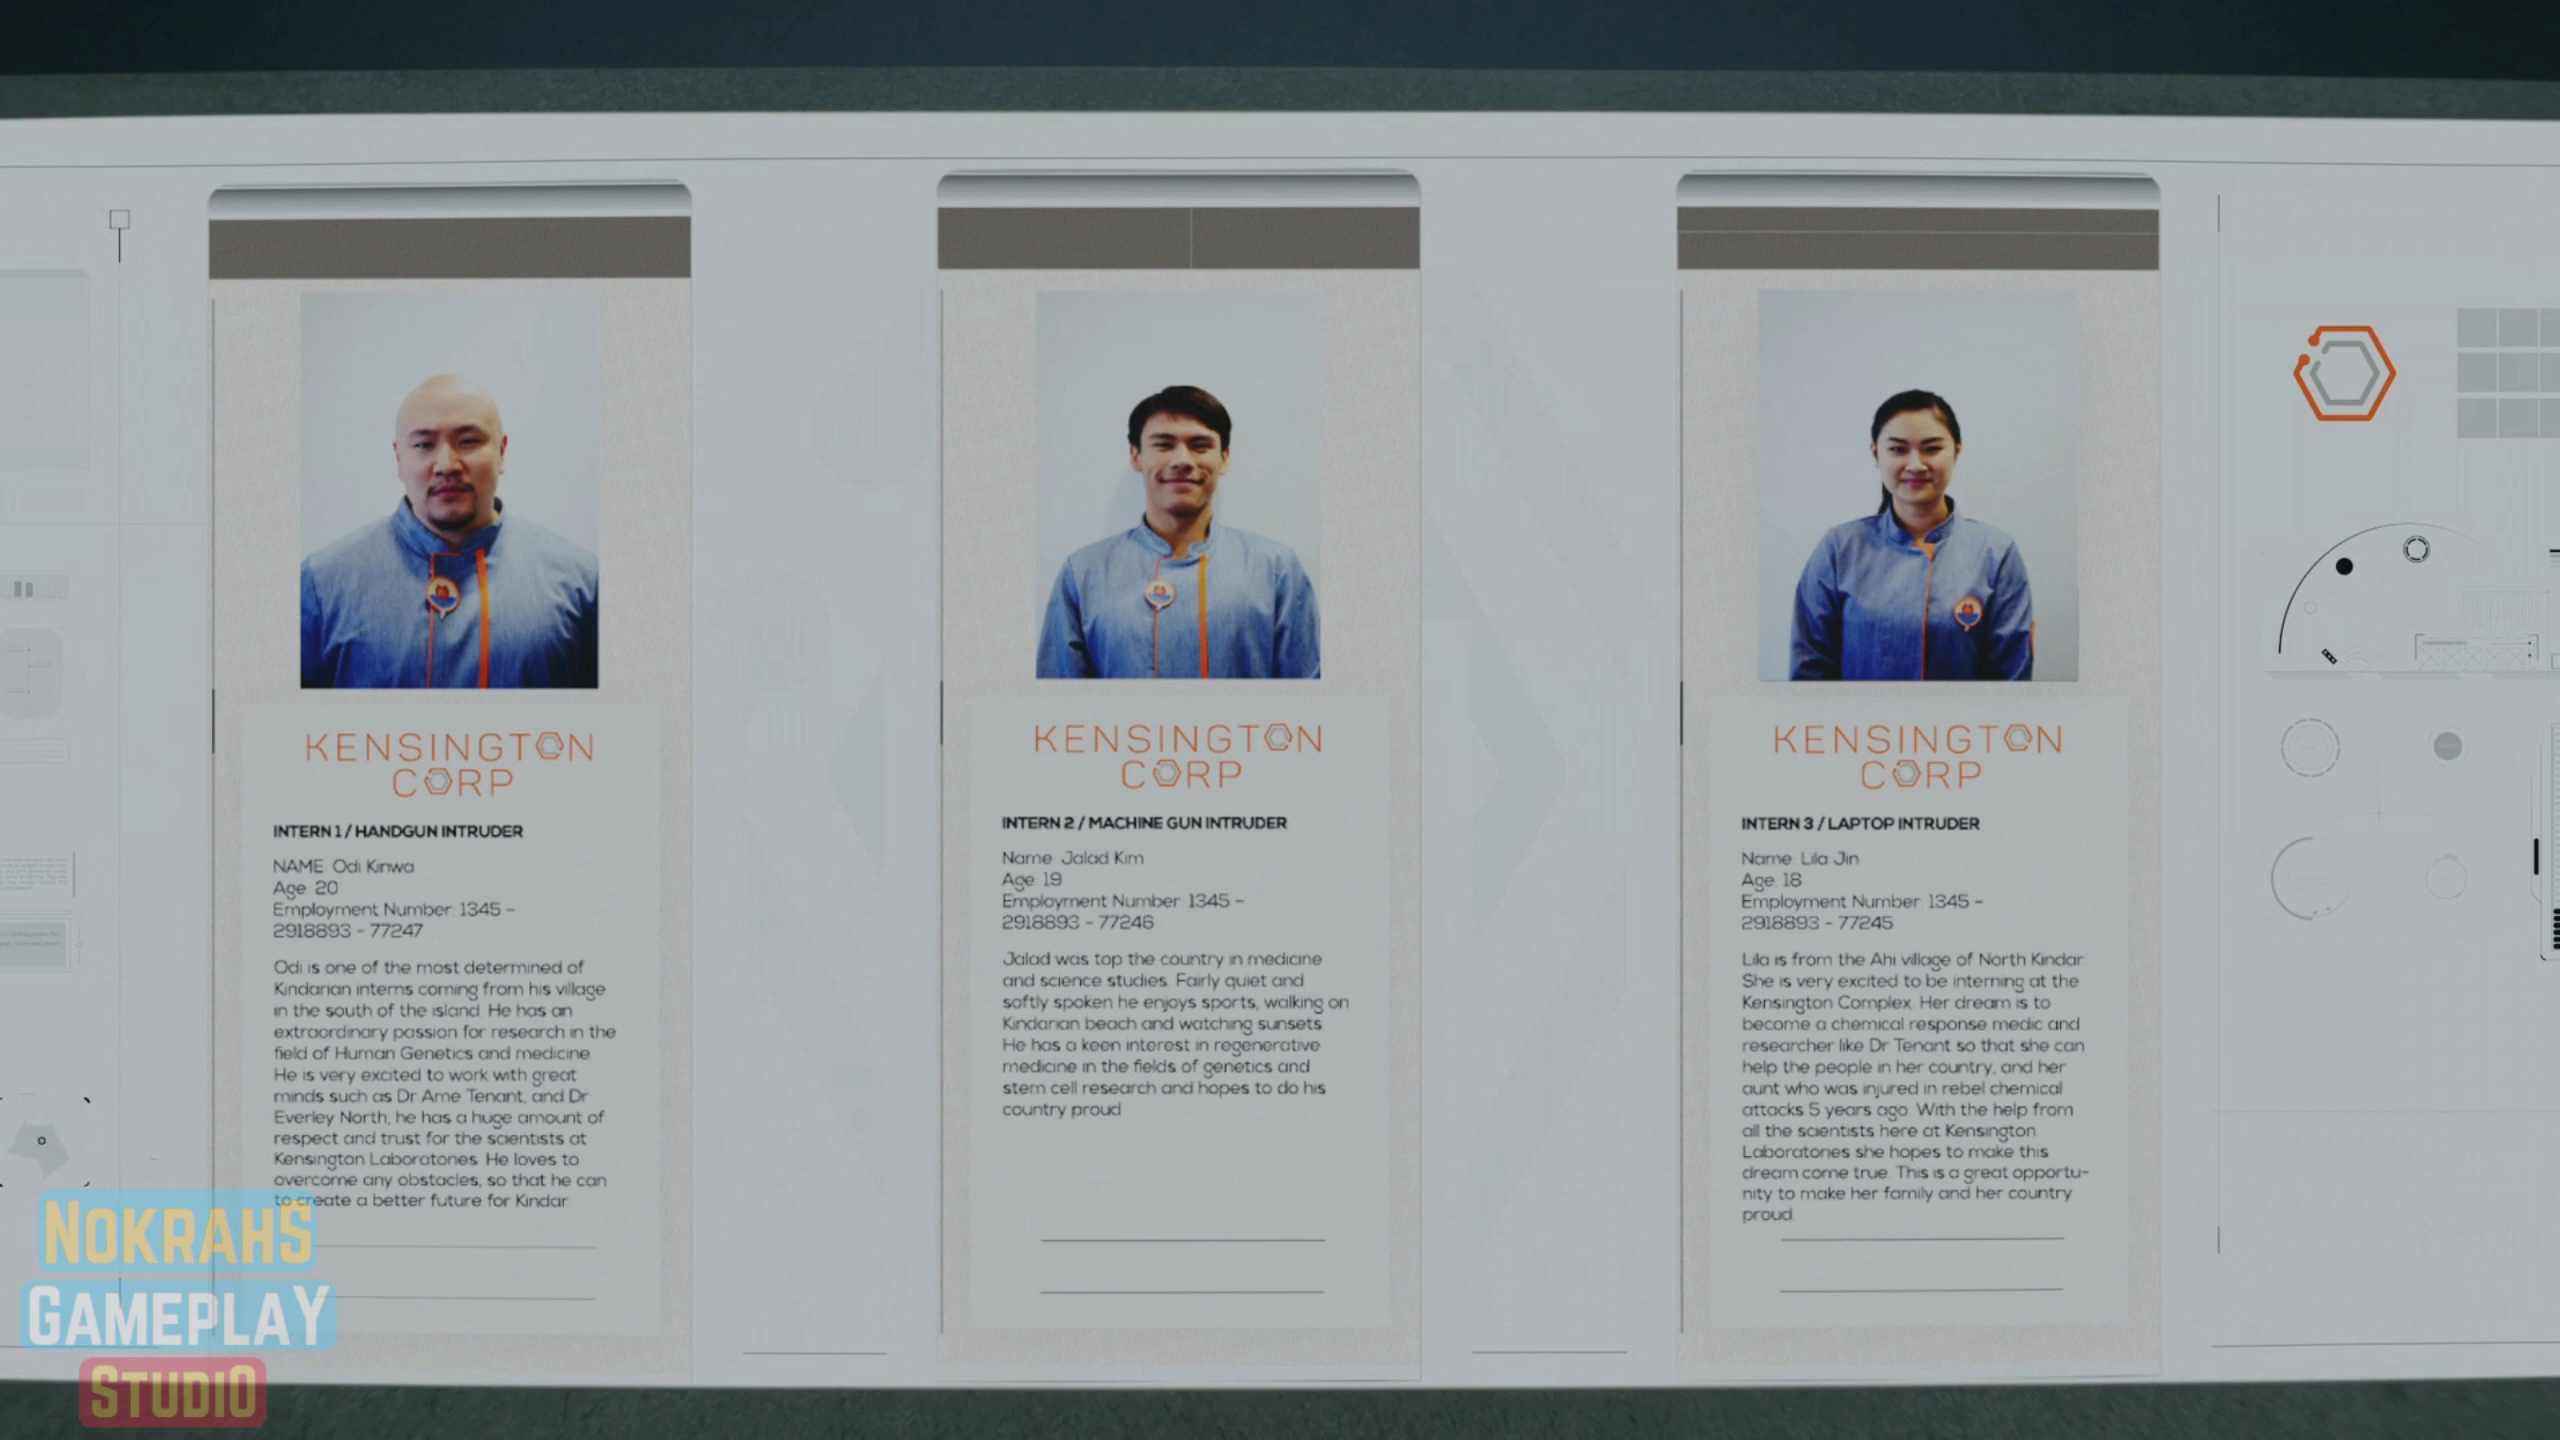 KENSINGTON
CORP
INTERN 1 / HANDGUN INTRUDER
NAME: Odi Kinwa
Age: 20
Employment Number: 1345 –
2918893 - 77247
Odi is one of the most determined of
Kindarian interns coming from his village
in the south of the island. He has an
extraordinary passion for research in the
field of Human Genetics and medicine.
He is very excited to work with great
minds such as Dr Ame Tenant, and Dr
Everley North, he has a huge amount of
respect and trust for the scientists at
Kensington Laboratories. He loves to
overcome any obstacles, so that he can
to create a better future for Kindar.
KENSINGTON
CORP
INTERN 2 / MACHINE GUN INTRUDER
Name: Jalad Kim
Age: 19
Employment Number: 1345 –
2918893 - 77246
Jalad was top the country in medicine
and science studies. Fairly quiet and
softly spoken he enjoys sports, walking on
Kindarian beach and watching sunsets.
He has a keen interest in regenerative
medicine in the fields of genetics and
stem cell research and hopes to do his
country proud.
KENSINGTON
CORP
INTERN 3 / LAPTOP INTRUDER
Name: Lila Jin
Age: 18
Employment Number: 1345 –
2918893 - 77245
Lila is from the Ahi village of North Kindar.
She is very excited to be interning at the
Kensington Complex. Her dream is to
become a chemical response medic and
researcher like Dr Tenant so that she can
help the people in her country, and her
aunt who was injured in rebel chemical
attacks 5 years ago. With the help from
all the scientists here at Kensington
Laboratories she hopes to make this
dream come true. This is a great opportu-
nity to make her family and her country
proud.
NOKRAHS
GAMEPLAY
STUDIO